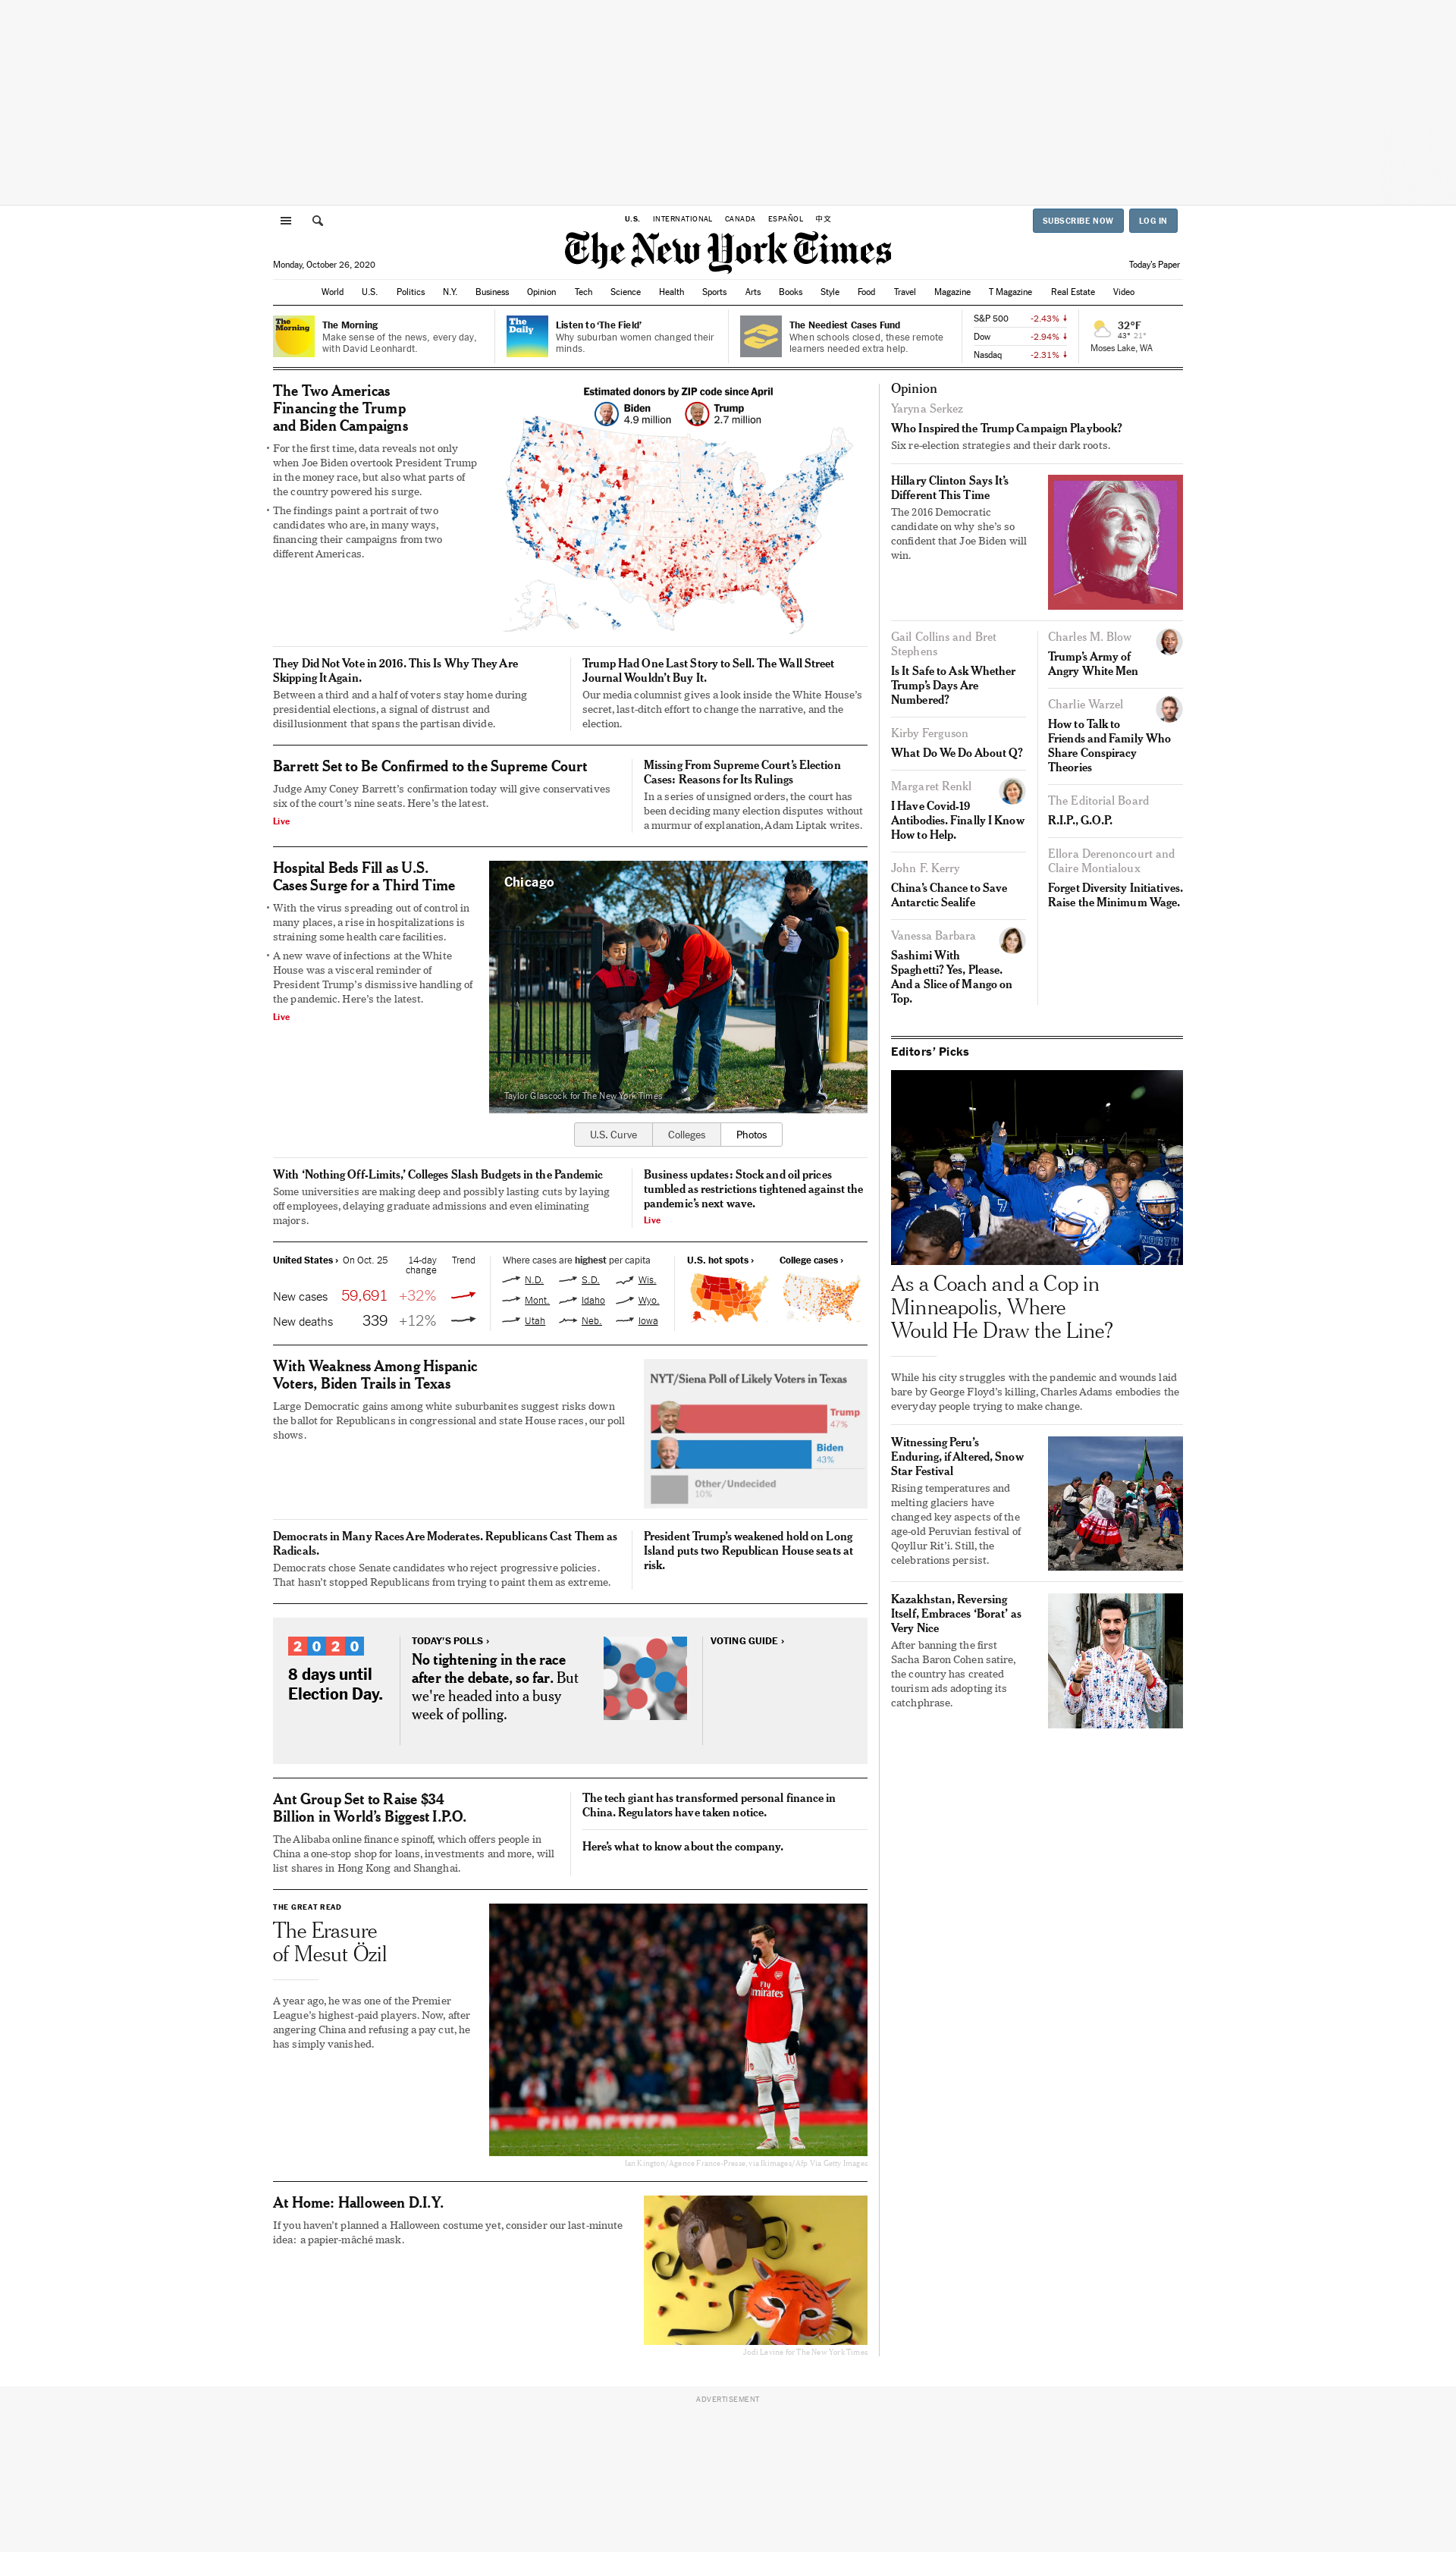 U.S. INTERNATIONAL CANADA ESPAÑOL 中文
SUBSCRIBE NOW
LOG IN
The New York Times
Monday, October 26, 2020
Today's Paper
World U.S. Politics N.Y. Business Opinion Tech Science Health Sports Arts Books Style Food Travel Magazine T Magazine Real Estate Video
The Morning
The Morning
Make sense of the news, every day,
with David Leonhardt.
The Daily
Listen to ‘The Field’
Why suburban women changed their
minds.
The Neediest Cases Fund
When schools closed, these remote
learners needed extra help.
S&P 500 -2.43%
Dow -2.94%
Nasdaq -2.31%
32°F
43° 21°
Moses Lake, WA
The Two Americas
Financing the Trump
and Biden Campaigns
• For the first time, data reveals not only
when Joe Biden overtook President Trump
in the money race, but also what parts of
the country powered his surge.
• The findings paint a portrait of two
candidates who are, in many ways,
financing their campaigns from two
different Americas.
Estimated donors by ZIP code since April
Biden
4.9 million
Trump
2.7 million
They Did Not Vote in 2016. This Is Why They Are
Skipping It Again.
Between a third and a half of voters stay home during
presidential elections, a signal of distrust and
disillusionment that spans the partisan divide.
Trump Had One Last Story to Sell. The Wall Street
Journal Wouldn’t Buy It.
Our media columnist gives a look inside the White House’s
secret, last-ditch effort to change the narrative, and the
election.
Barrett Set to Be Confirmed to the Supreme Court
Judge Amy Coney Barrett’s confirmation today will give conservatives
six of the court’s nine seats. Here’s the latest.
Live
Missing From Supreme Court’s Election
Cases: Reasons for Its Rulings
In a series of unsigned orders, the court has
been deciding many election disputes without
a murmur of explanation, Adam Liptak writes.
Hospital Beds Fill as U.S.
Cases Surge for a Third Time
• With the virus spreading out of control in
many places, a rise in hospitalizations is
straining some health care facilities.
• A new wave of infections at the White
House was a visceral reminder of
President Trump’s dismissive handling of
the pandemic. Here’s the latest.
Live
Chicago
Taylor Glascock for The New York Times
U.S. Curve Colleges Photos
With ‘Nothing Off-Limits,’ Colleges Slash Budgets in the Pandemic
Some universities are making deep and possibly lasting cuts by laying
off employees, delaying graduate admissions and even eliminating
majors.
Business updates: Stock and oil prices
tumbled as restrictions tightened against the
pandemic’s next wave.
Live
United States › On Oct. 25 14-day
change Trend
New cases 59,691 +32%
New deaths 339 +12%
Where cases are highest per capita
N.D. S.D. Wis.
Mont. Idaho Wyo.
Utah Neb. Iowa
U.S. hot spots ›
College cases ›
With Weakness Among Hispanic
Voters, Biden Trails in Texas
Large Democratic gains among white suburbanites suggest risks down
the ballot for Republicans in congressional and state House races, our poll
shows.
NYT/Siena Poll of Likely Voters in Texas
Trump
47%
Biden
43%
Other/Undecided
10%
Democrats in Many Races Are Moderates. Republicans Cast Them as
Radicals.
Democrats chose Senate candidates who reject progressive policies.
That hasn’t stopped Republicans from trying to paint them as extreme.
President Trump’s weakened hold on Long
Island puts two Republican House seats at
risk.
2020
8 days until
Election Day.
TODAY’S POLLS ›
No tightening in the race
after the debate, so far. But
we’re headed into a busy
week of polling.
VOTING GUIDE ›
Ant Group Set to Raise $34
Billion in World’s Biggest I.P.O.
The Alibaba online finance spinoff, which offers people in
China a one-stop shop for loans, investments and more, will
list shares in Hong Kong and Shanghai.
The tech giant has transformed personal finance in
China. Regulators have taken notice.
Here’s what to know about the company.
THE GREAT READ
The Erasure
of Mesut Özil
A year ago, he was one of the Premier
League’s highest-paid players. Now, after
angering China and refusing a pay cut, he
has simply vanished.
Fly
Emirates
10
FLY BETTER
Ian Kington/Agence France-Presse, via Ikimages/Afp Via Getty Images
At Home: Halloween D.I.Y.
If you haven’t planned a Halloween costume yet, consider our last-minute
idea: a papier-mâché mask.
Jodi Levine for The New York Times
Opinion
Yaryna Serkez
Who Inspired the Trump Campaign Playbook?
Six re-election strategies and their dark roots.
Hillary Clinton Says It’s
Different This Time
The 2016 Democratic
candidate on why she’s so
confident that Joe Biden will
win.
Gail Collins and Bret
Stephens
Is It Safe to Ask Whether
Trump’s Days Are
Numbered?
Kirby Ferguson
What Do We Do About Q?
Margaret Renkl
I Have Covid-19
Antibodies. Finally I Know
How to Help.
John F. Kerry
China’s Chance to Save
Antarctic Sealife
Vanessa Barbara
Sashimi With
Spaghetti? Yes, Please.
And a Slice of Mango on
Top.
Charles M. Blow
Trump’s Army of
Angry White Men
Charlie Warzel
How to Talk to
Friends and Family Who
Share Conspiracy
Theories
The Editorial Board
R.I.P., G.O.P.
Ellora Derenoncourt and
Claire Montialoux
Forget Diversity Initiatives.
Raise the Minimum Wage.
Editors’ Picks
NORTH
21
As a Coach and a Cop in
Minneapolis, Where
Would He Draw the Line?
While his city struggles with the pandemic and wounds laid
bare by George Floyd’s killing, Charles Adams embodies the
everyday people trying to make change.
Witnessing Peru’s
Enduring, if Altered, Snow
Star Festival
Rising temperatures and
melting glaciers have
changed key aspects of the
age-old Peruvian festival of
Qoyllur Rit’i. Still, the
celebrations persist.
Kazakhstan, Reversing
Itself, Embraces ‘Borat’ as
Very Nice
After banning the first
Sacha Baron Cohen satire,
the country has created
tourism ads adopting its
catchphrase.
ADVERTISEMENT